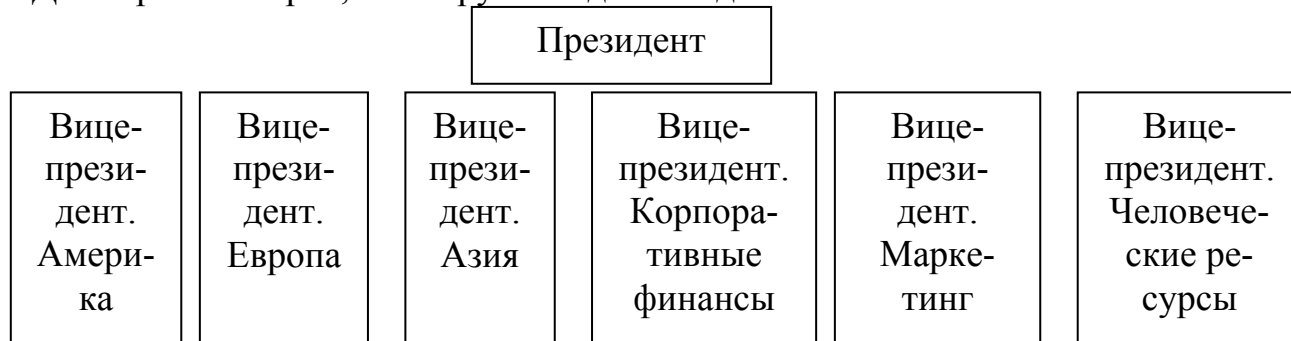 Президент
Вице-
прези-
дент.
Амери-
ка
Вице-
прези-
дент.
Европа
Вице-
прези-
дент.
Азия
Вице-
президент.
Корпора-
тивные
финансы
Вице-
прези-
дент.
Марке-
тинг
Вице-
президент.
Человече-
ские ре-
сурсы